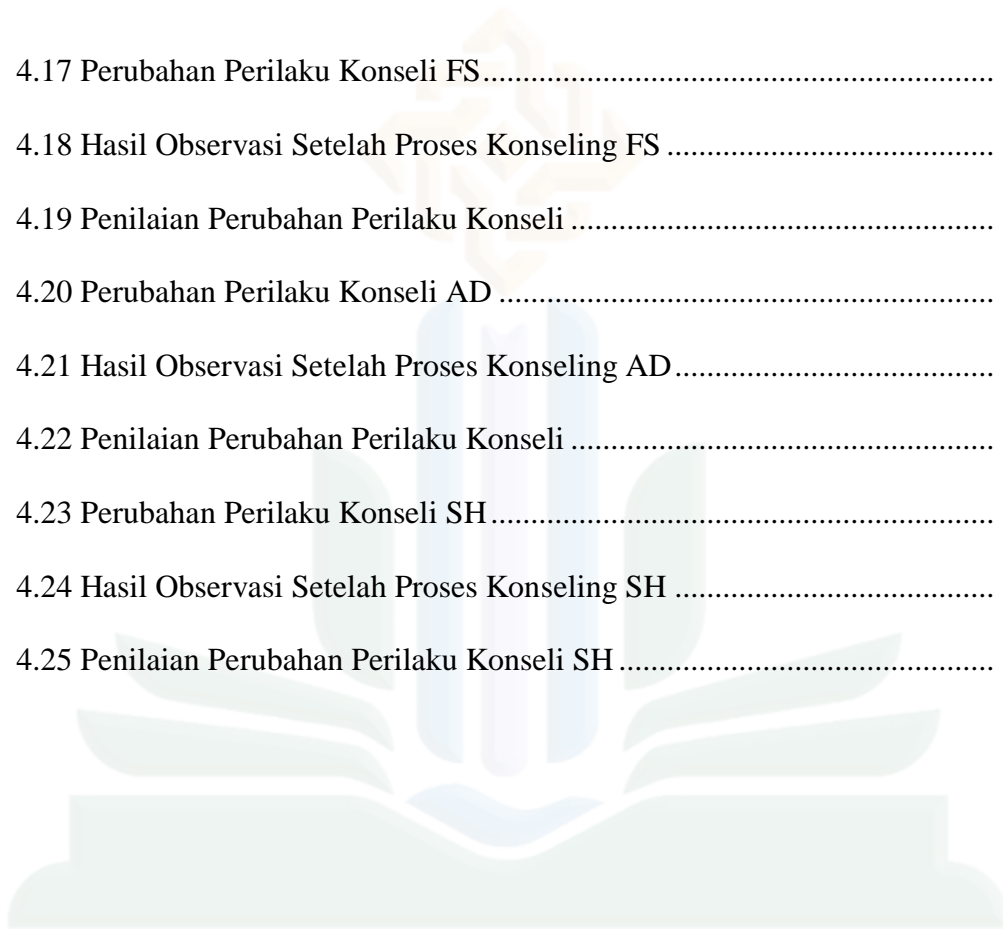 4.17 Perubahan Perilaku Konseli FS....................................................................
4.18 Hasil Observasi Setelah Proses Konseling FS ...........................................
4.19 Penilaian Perubahan Perilaku Konseli ........................................................
4.20 Perubahan Perilaku Konseli AD ..................................................................
4.21 Hasil Observasi Setelah Proses Konseling AD..........................................
4.22 Penilaian Perubahan Perilaku Konseli ........................................................
4.23 Perubahan Perilaku Konseli SH...................................................................
4.24 Hasil Observasi Setelah Proses Konseling SH ..........................................
4.25 Penilaian Perubahan Perilaku Konseli SH ..................................................